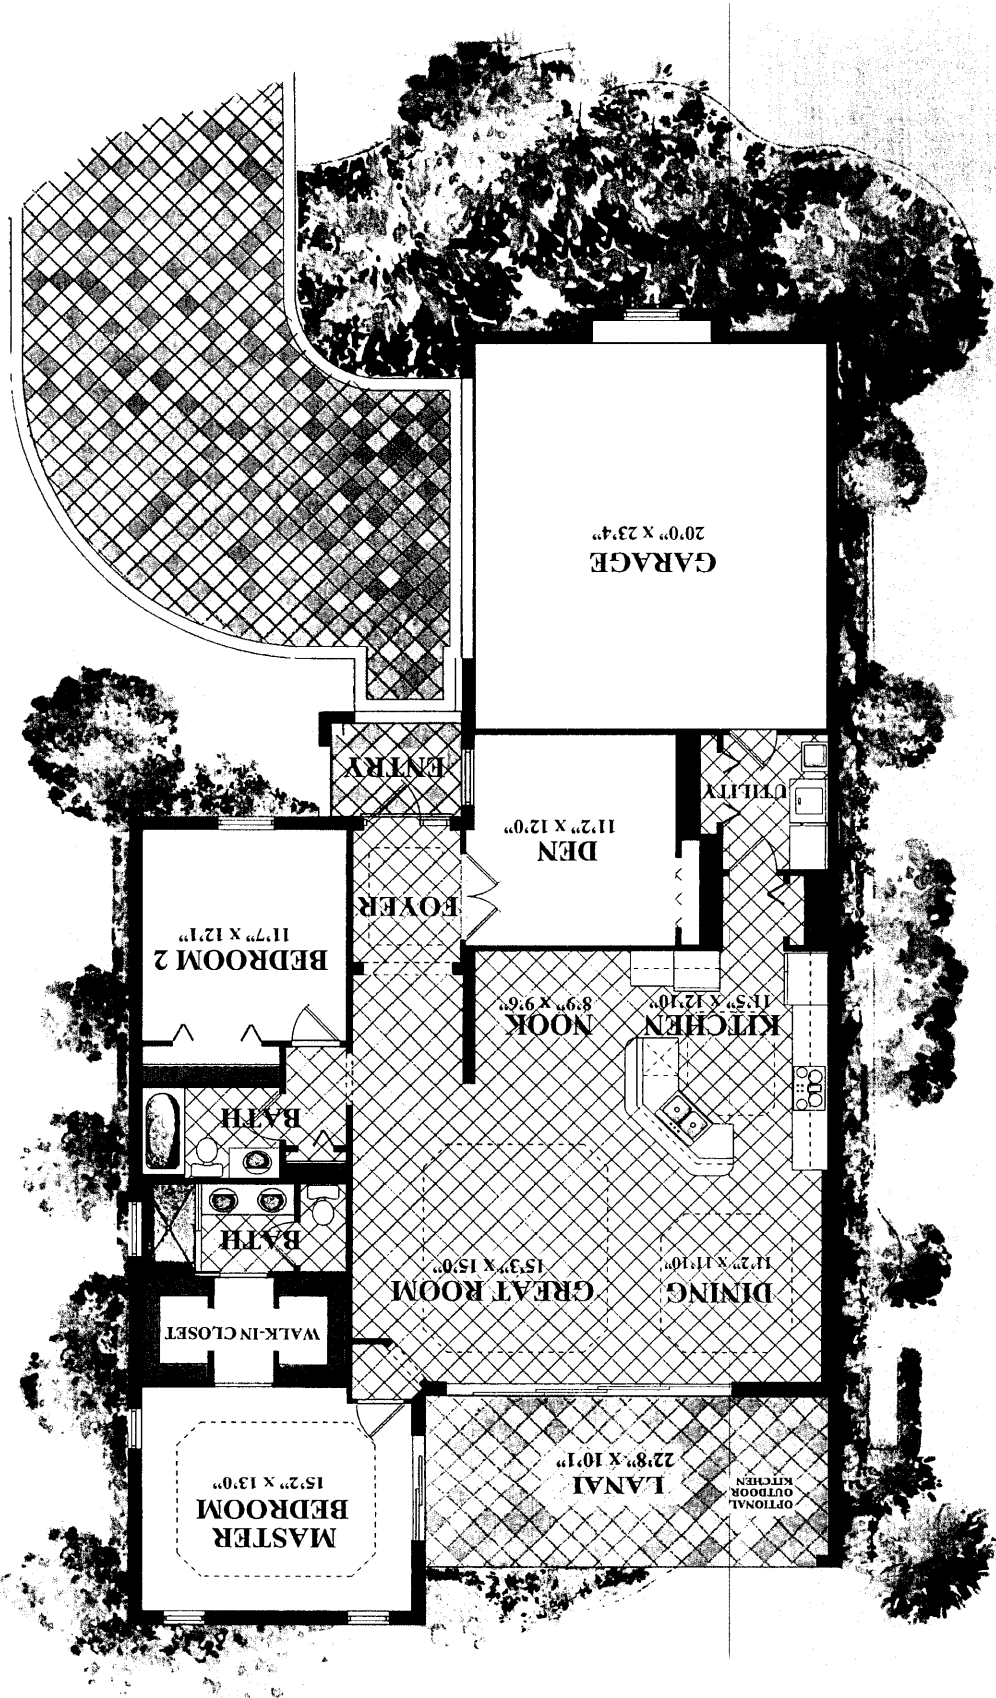 OPTIONAL
OUTDOOR
KITCHEN
LANAI
22'8" X 10'1"
MASTER
BEDROOM
15'2" X 13'0"
WALK-IN CLOSET
DINING
11'2" X 11'10"
GREAT ROOM
15'3" X 15'0"
BATH
BATH
KITCHEN
11'5" X 12'10"
NOOK
8'9" X 9'6"
BEDROOM 2
11'7" X 12'1"
FOYER
DEN
11'2" X 12'0"
UTILITY
ENTRY
GARAGE
20'0" X 23'4"